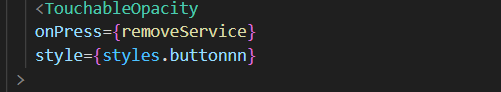 <TouchableOpacity
onPress={removeService}
style={styles.buttonnn}
>